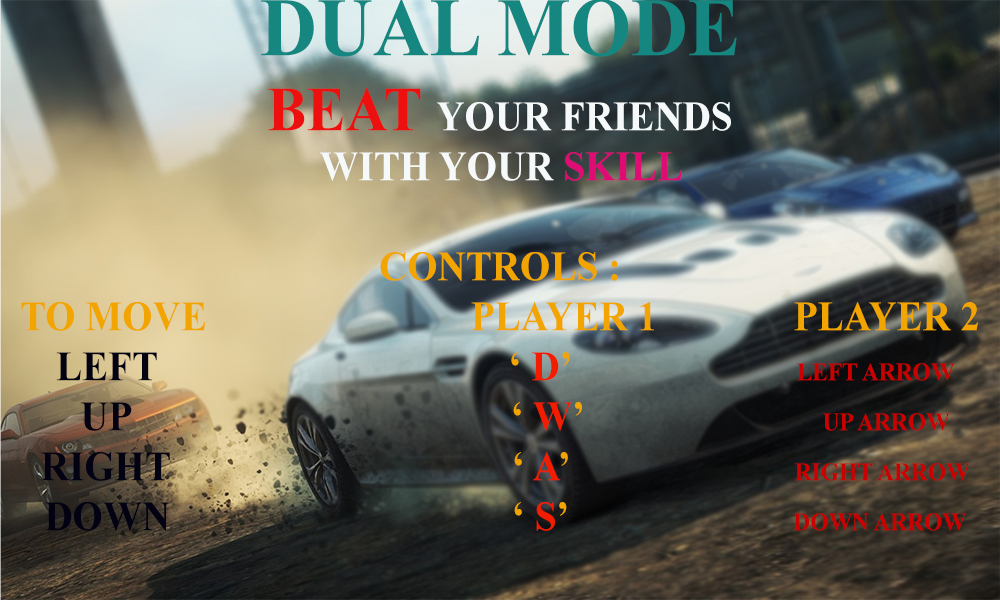 DUAL MODE
BEAT YOUR FRIENDS
WITH YOUR SKILL
CONTROLS :
TO MOVE PLAYER 1 PLAYER 2
LEFT ‘ D’ LEFT ARROW
UP ‘ W’ UP ARROW
RIGHT ‘ A’ RIGHT ARROW
DOWN ‘ S’ DOWN ARROW